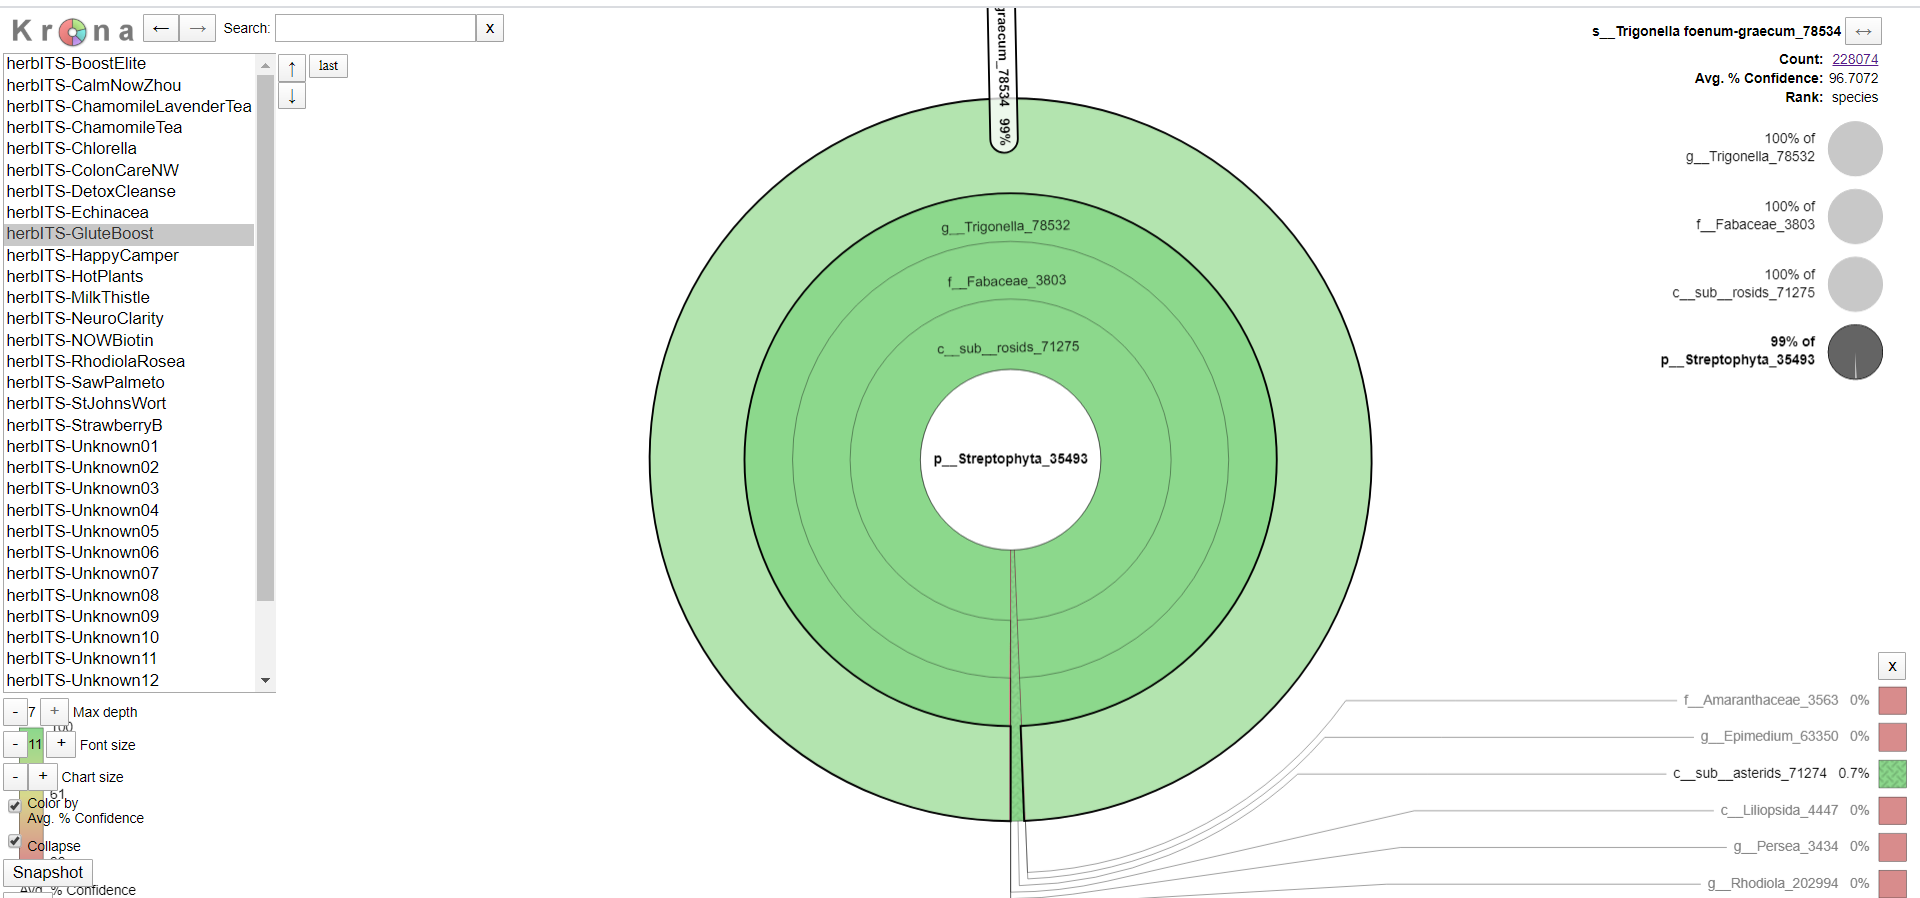 Krona
←
→
Search:
x
herbITS-BoostElite
herbITS-CalmNowZhou
herbITS-ChamomileLavenderTea
herbITS-ChamomileTea
herbITS-Chlorella
herbITS-ColonCareNW
herbITS-DetoxCleanse
herbITS-Echinacea
herbITS-GluteBoost
herbITS-HappyCamper
herbITS-HotPlants
herbITS-MilkThistle
herbITS-NeuroClarity
herbITS-NOWBiotin
herbITS-RhodiolaRosea
herbITS-SawPalmeto
herbITS-StJohnsWort
herbITS-StrawberryB
herbITS-Unknown01
herbITS-Unknown02
herbITS-Unknown03
herbITS-Unknown04
herbITS-Unknown05
herbITS-Unknown06
herbITS-Unknown07
herbITS-Unknown08
herbITS-Unknown09
herbITS-Unknown10
herbITS-Unknown11
herbITS-Unknown12
↑
last
↓
- 7 + Max depth
100
- 11 + Font size
- + Chart size
61
Color by
Avg. % Confidence
Collapse
Snapshot
Avg. % Confidence
graecum_78534 99%
g__Trigonella_78532
f__Fabaceae_3803
c__sub__rosids_71275
p__Streptophyta_35493
s__Trigonella foenum-graecum_78534
↔
Count: 228074
Avg. % Confidence: 96.7072
Rank: species
100% of
g__Trigonella_78532
100% of
f__Fabaceae_3803
100% of
c__sub__rosids_71275
99% of
p__Streptophyta_35493
x
f__Amaranthaceae_3563 0%
g__Epimedium_63350 0%
c__sub__asterids_71274 0.7%
c__Liliopsida_4447 0%
g__Persea_3434 0%
g__Rhodiola_202994 0%